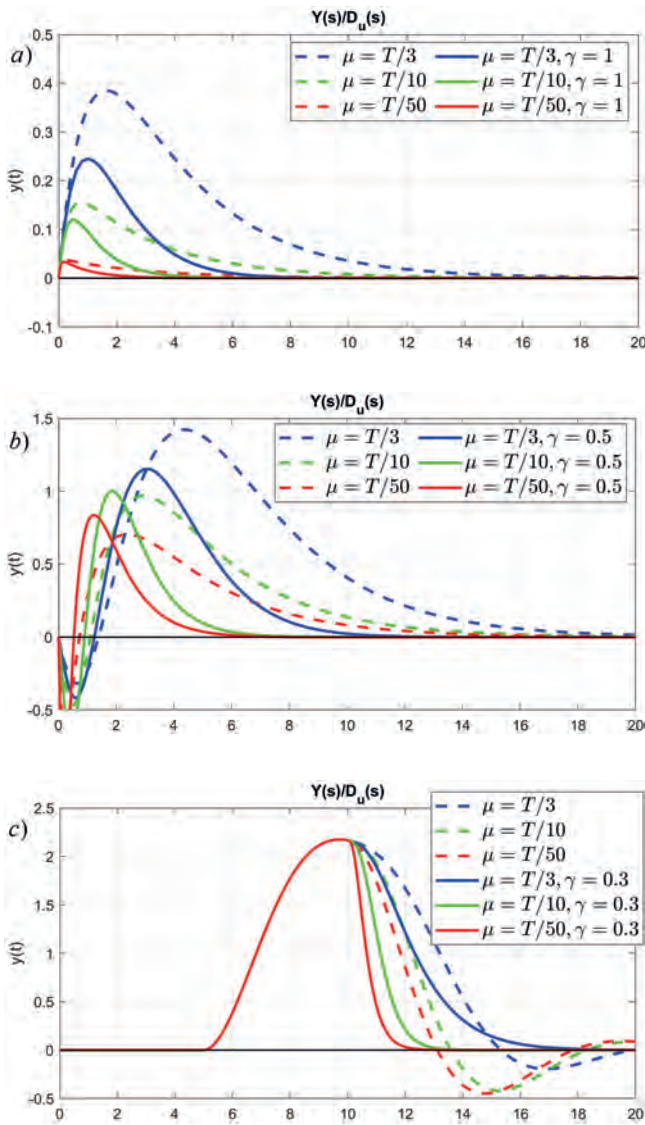 Y(s)/D_u(s)
a)
0.5
0.4
0.3
0.2
0.1
0
-0.1
y(t)
μ = T/3
μ = T/10
μ = T/50
μ = T/3, γ = 1
μ = T/10, γ = 1
μ = T/50, γ = 1
0 2 4 6 8 10 12 14 16 18 20
Y(s)/D_u(s)
b)
1.5
1
0.5
0
-0.5
y(t)
μ = T/3
μ = T/10
μ = T/50
μ = T/3, γ = 0.5
μ = T/10, γ = 0.5
μ = T/50, γ = 0.5
0 2 4 6 8 10 12 14 16 18 20
Y(s)/D_u(s)
c)
2.5
2
1.5
1
0.5
0
-0.5
y(t)
μ = T/3
μ = T/10
μ = T/50
μ = T/3, γ = 0.3
μ = T/10, γ = 0.3
μ = T/50, γ = 0.3
0 2 4 6 8 10 12 14 16 18 20